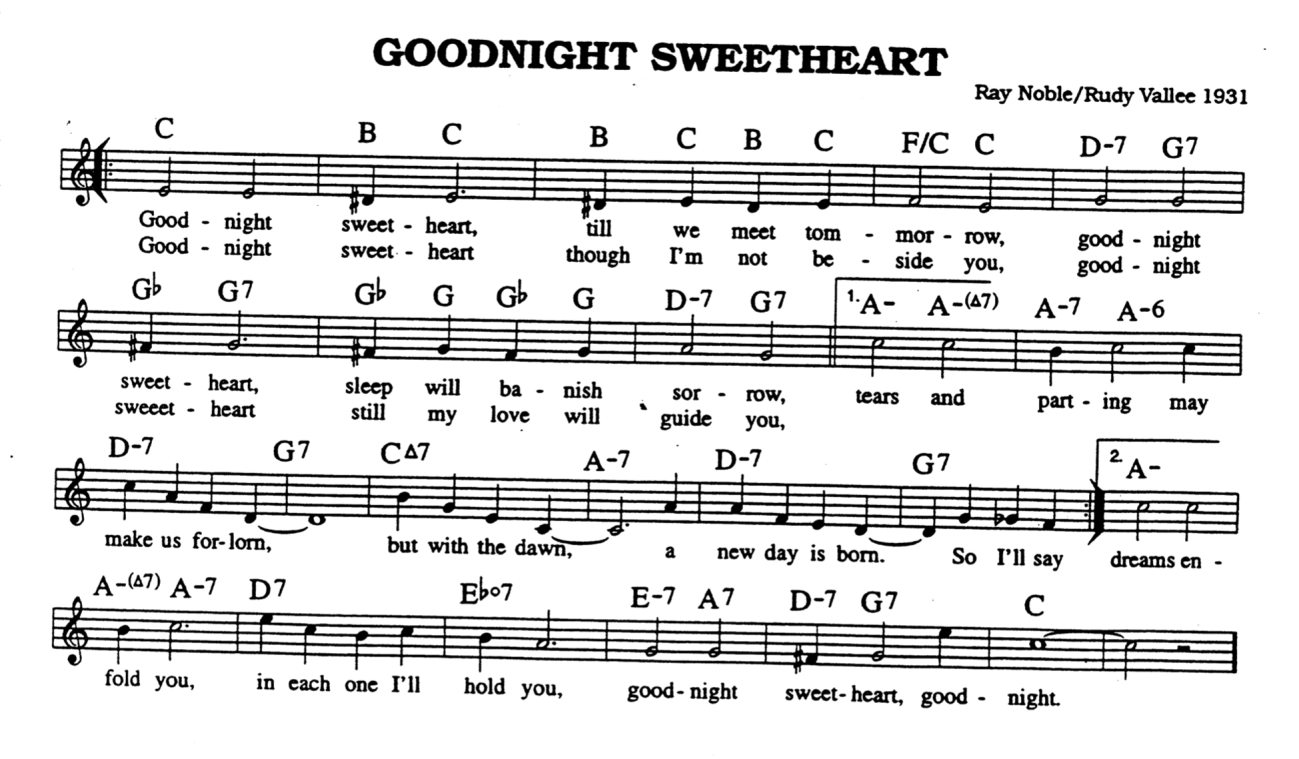 GOODNIGHT SWEETHEART
Ray Noble/Rudy Vallee 1931
C B C B C B C F/C C D-7 G7
Good - night sweet - heart, till we meet tom - mor - row, good - night
Good - night sweet - heart though I'm not be - side you, good - night
G♭ G7 G♭ G G♭ G D-7 G7 1. A- A-(Δ7) A-7 A-6
sweet - heart, sleep will ba - nish sor - row, tears and part - ing may
sweeet - heart still my love will guide you,
D-7 G7 CΔ7 A-7 D-7 G7 2. A-
make us for-lorn, but with the dawn, a new day is born. So I'll say dreams en -
A-(Δ7) A-7 D7 E♭o7 E-7 A7 D-7 G7 C
fold you, in each one I'll hold you, good-night sweet-heart, good - night.